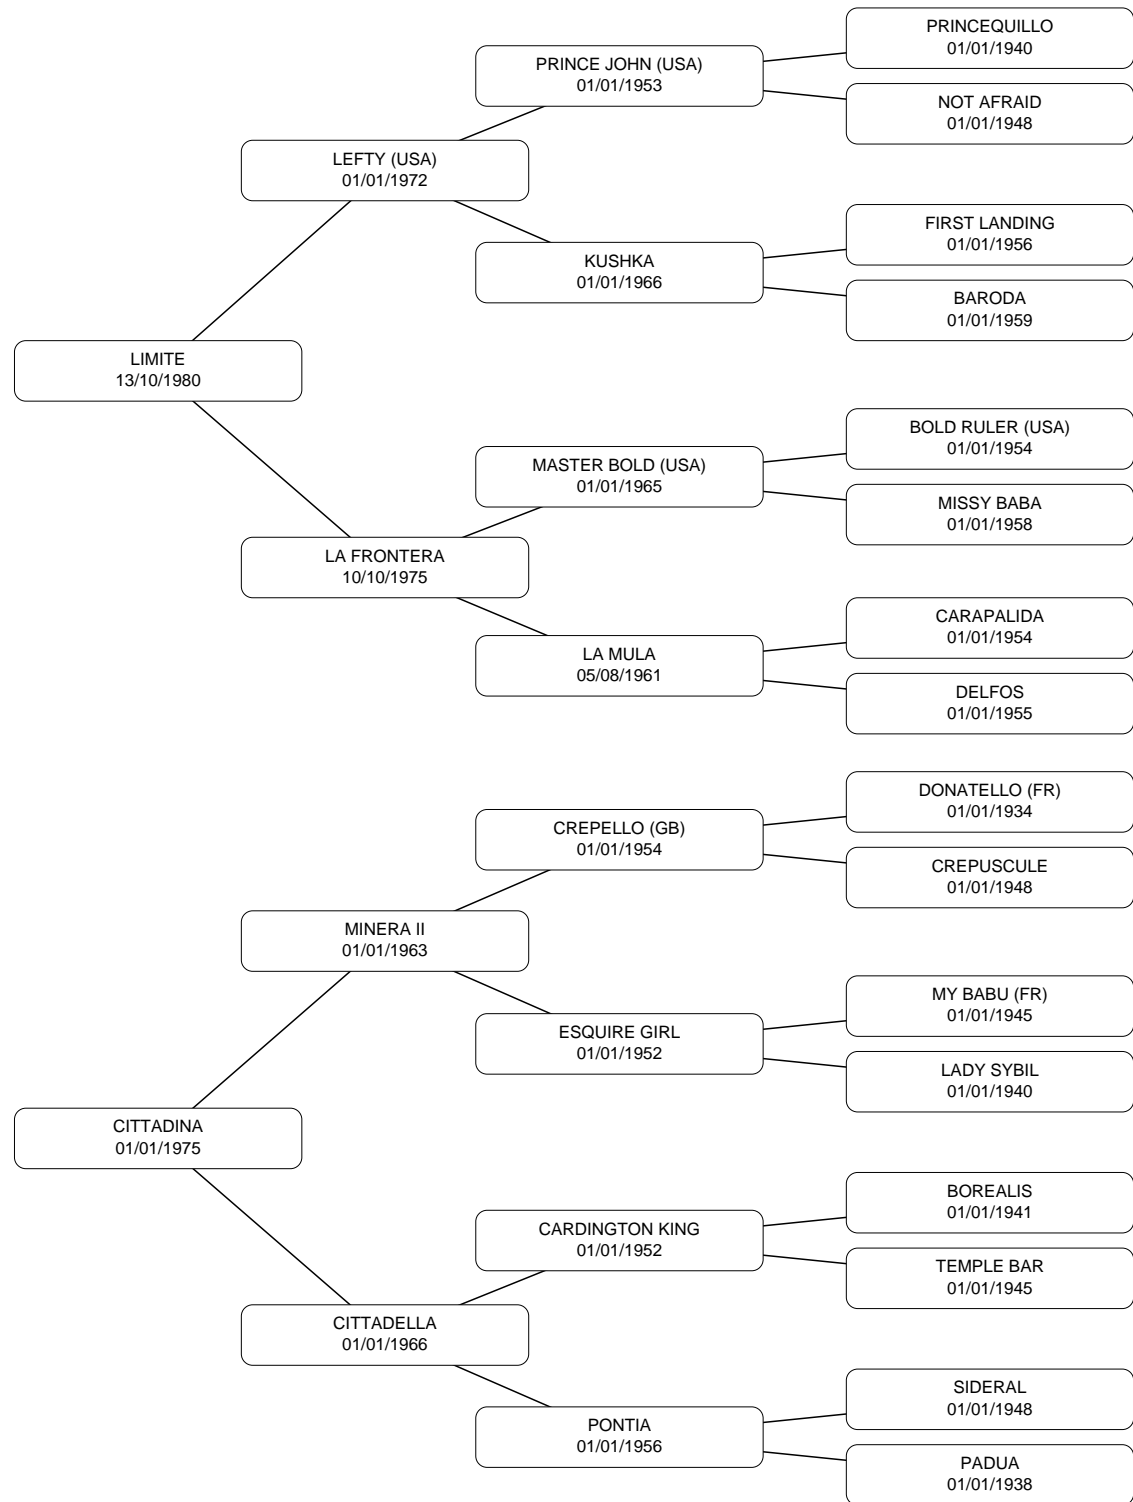 PRINCEQUILLO
01/01/1940
PRINCE JOHN (USA)
01/01/1953
NOT AFRAID
01/01/1948
LEFTY (USA)
01/01/1972
FIRST LANDING
01/01/1956
KUSHKA
01/01/1966
BARODA
01/01/1959
LIMITE
13/10/1980
BOLD RULER (USA)
01/01/1954
MASTER BOLD (USA)
01/01/1965
MISSY BABA
01/01/1958
LA FRONTERA
10/10/1975
CARAPALIDA
01/01/1954
LA MULA
05/08/1961
DELFOS
01/01/1955
DONATELLO (FR)
01/01/1934
CREPELLO (GB)
01/01/1954
CREPUSCULE
01/01/1948
MINERA II
01/01/1963
MY BABU (FR)
01/01/1945
ESQUIRE GIRL
01/01/1952
LADY SYBIL
01/01/1940
CITTADINA
01/01/1975
BOREALIS
01/01/1941
CARDINGTON KING
01/01/1952
TEMPLE BAR
01/01/1945
CITTADELLA
01/01/1966
SIDERAL
01/01/1948
PONTIA
01/01/1956
PADUA
01/01/1938